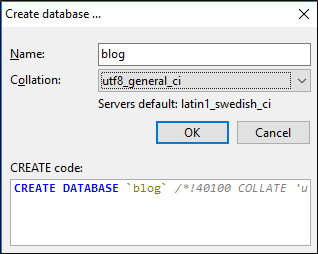 Create database ...
Name:
blog
Collation:
utf8_general_ci
Servers default: latin1_swedish_ci
OK
Cancel
CREATE code:
CREATE DATABASE `blog` /*!40100 COLLATE 'u